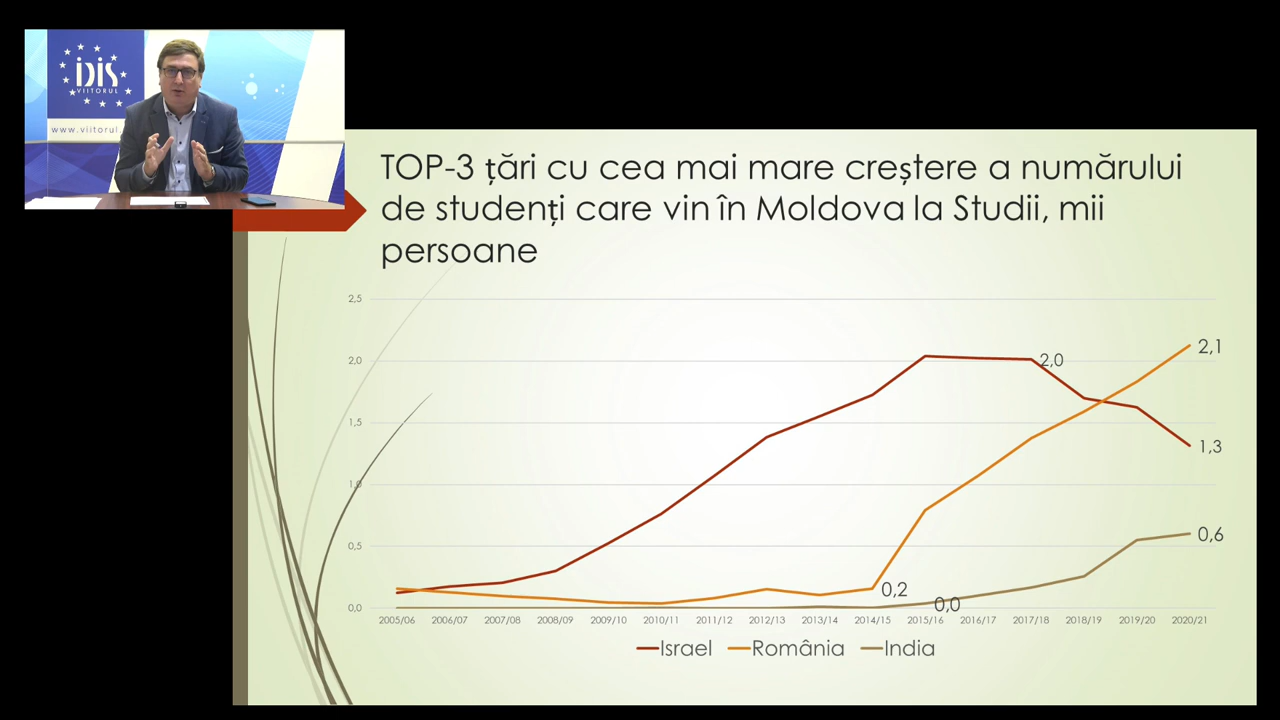 IDIS
VIITORUL
www.viitorul.
TOP-3 țări cu cea mai mare creștere a numărului
de studenți care vin în Moldova la Studii, mii
persoane
2,5
2,0
1,5
1,0
0,5
0,0
2,0
2,1
1,3
0,6
0,2
0,0
2005/06 2006/07 2007/08 2008/09 2009/10 2010/11 2011/12 2012/13 2013/14 2014/15 2015/16 2016/17 2017/18 2018/19 2019/20 2020/21
Israel România India